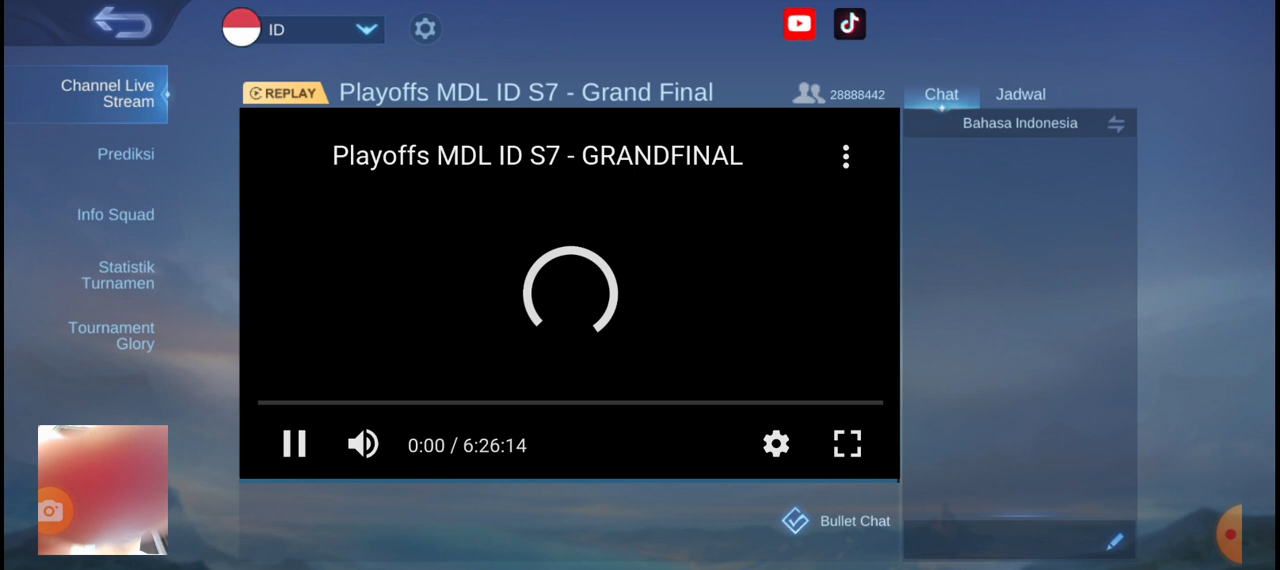 ID
Channel Live
Stream
Prediksi
Info Squad
Statistik
Turnamen
Tournament
Glory
REPLAY
Playoffs MDL ID S7 - Grand Final
28888442
Playoffs MDL ID S7 - GRANDFINAL
0:00 / 6:26:14
Bullet Chat
Chat
Jadwal
Bahasa Indonesia